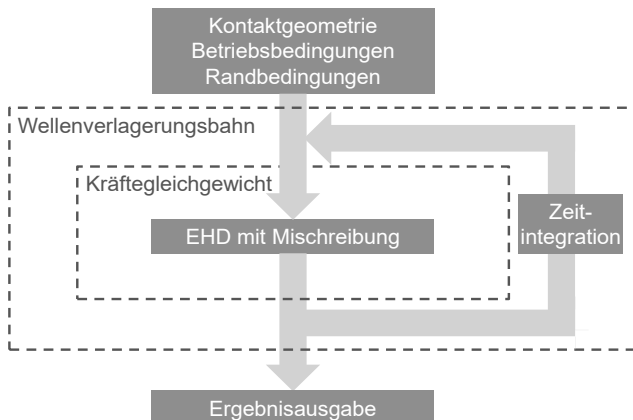 Kontaktgeometrie
Betriebsbedingungen
Randbedingungen
Wellenverlagerungsbahn
Kräftegleichgewicht
EHD mit Mischreibung
Zeit-
integration
Ergebnisausgabe